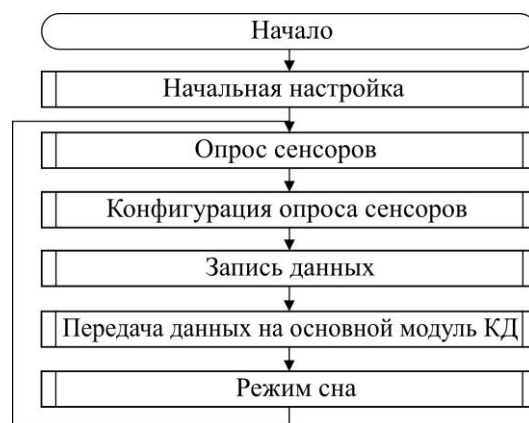 Начало
Начальная настройка
Опрос сенсоров
Конфигурация опроса сенсоров
Запись данных
Передача данных на основной модуль КД
Режим сна